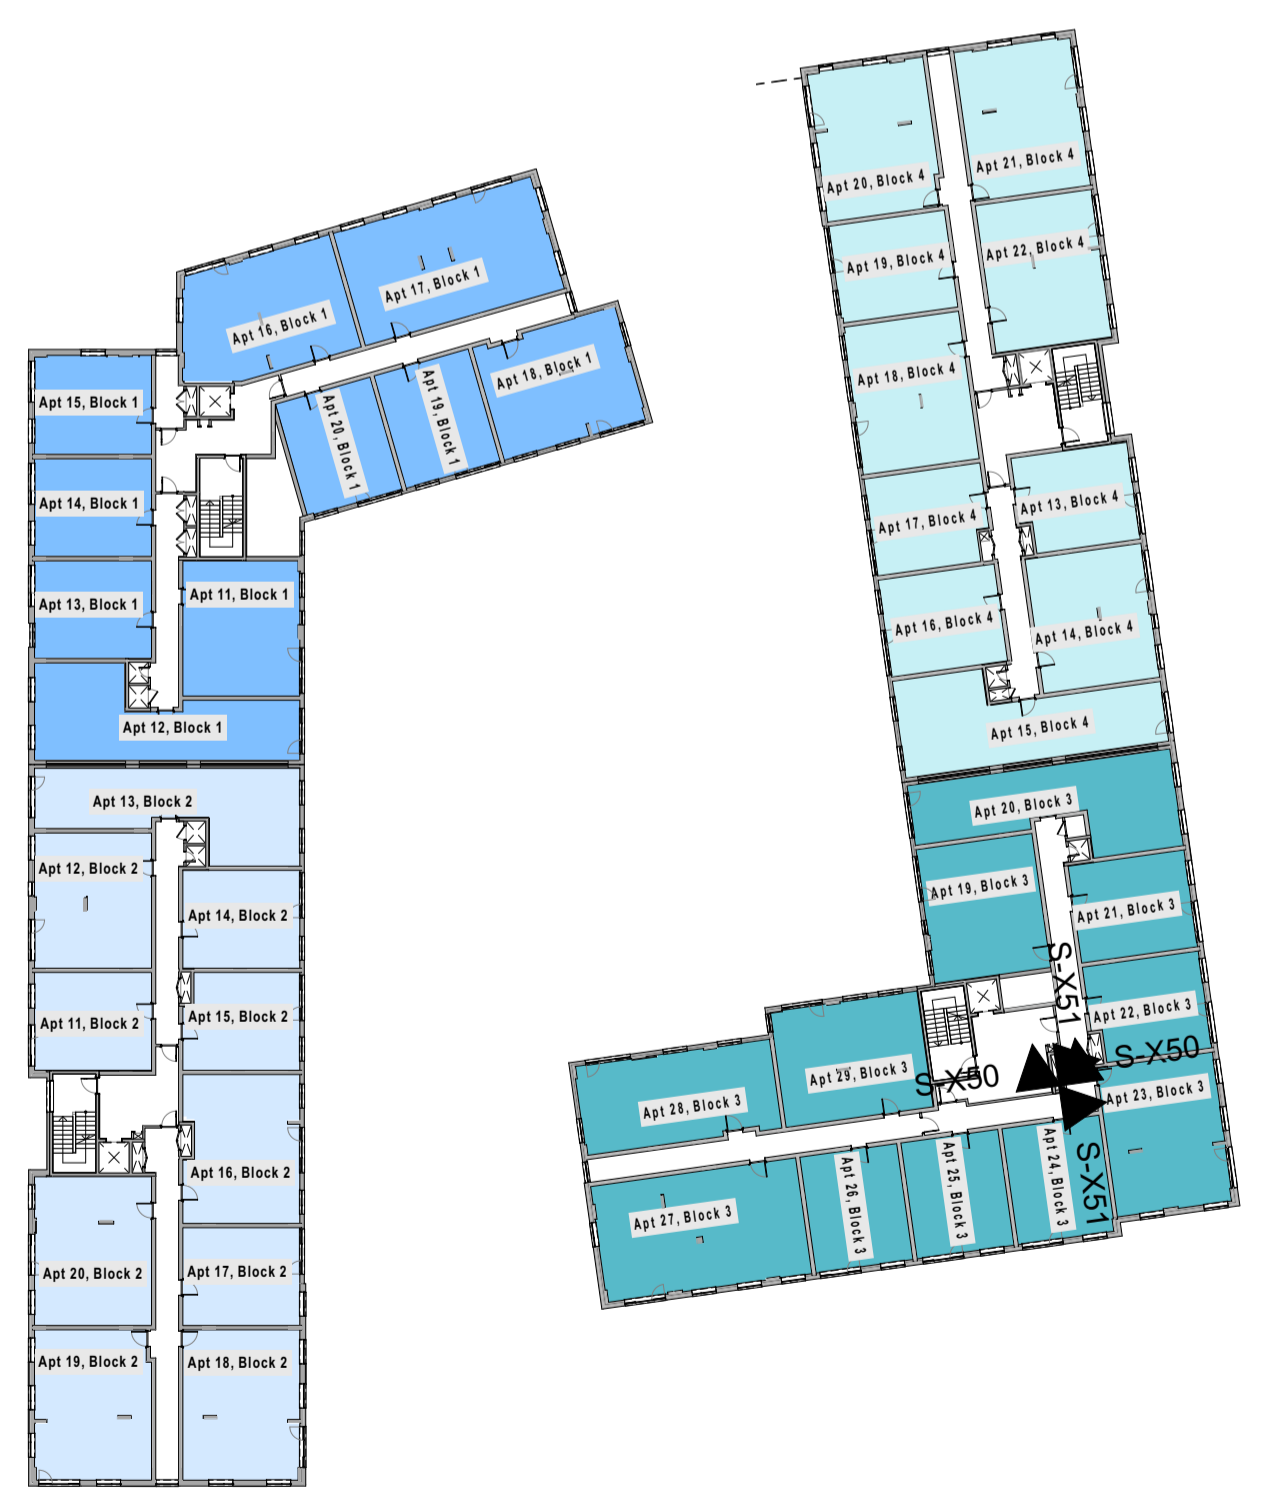 Apt 20, Block 4
Apt 21, Block 4
Apt 22, Block 4
Apt 19, Block 4
Apt 18, Block 4
Apt 17, Block 4
Apt 13, Block 4
Apt 16, Block 4
Apt 14, Block 4
Apt 15, Block 4
Apt 17, Block 1
Apt 16, Block 1
Apt 18, Block 1
Apt 19, Block 1
Apt 20, Block 1
Apt 15, Block 1
Apt 14, Block 1
Apt 13, Block 1
Apt 11, Block 1
Apt 12, Block 1
Apt 13, Block 2
Apt 12, Block 2
Apt 14, Block 2
Apt 11, Block 2
Apt 15, Block 2
Apt 16, Block 2
Apt 20, Block 2
Apt 17, Block 2
Apt 19, Block 2
Apt 18, Block 2
Apt 20, Block 3
Apt 19, Block 3
Apt 21, Block 3
S-X51
Apt 22, Block 3
S-X50
S-X50
Apt 29, Block 3
Apt 23, Block 3
Apt 28, Block 3
Apt 27, Block 3
Apt 26, Block 3
Apt 25, Block 3
Apt 24, Block 3
S-X51